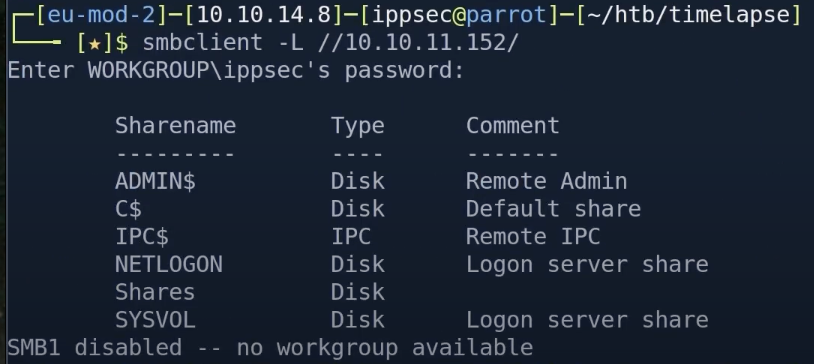 ┌─[eu-mod-2]─[10.10.14.8]─[ippsec@parrot]─[~/htb/timelapse]
└──╼ [★]$ smbclient -L //10.10.11.152/
Enter WORKGROUP\ippsec's password:
Sharename Type Comment
--------- ---- -------
ADMIN$ Disk Remote Admin
C$ Disk Default share
IPC$ IPC Remote IPC
NETLOGON Disk Logon server share
Shares Disk
SYSVOL Disk Logon server share
SMB1 disabled -- no workgroup available